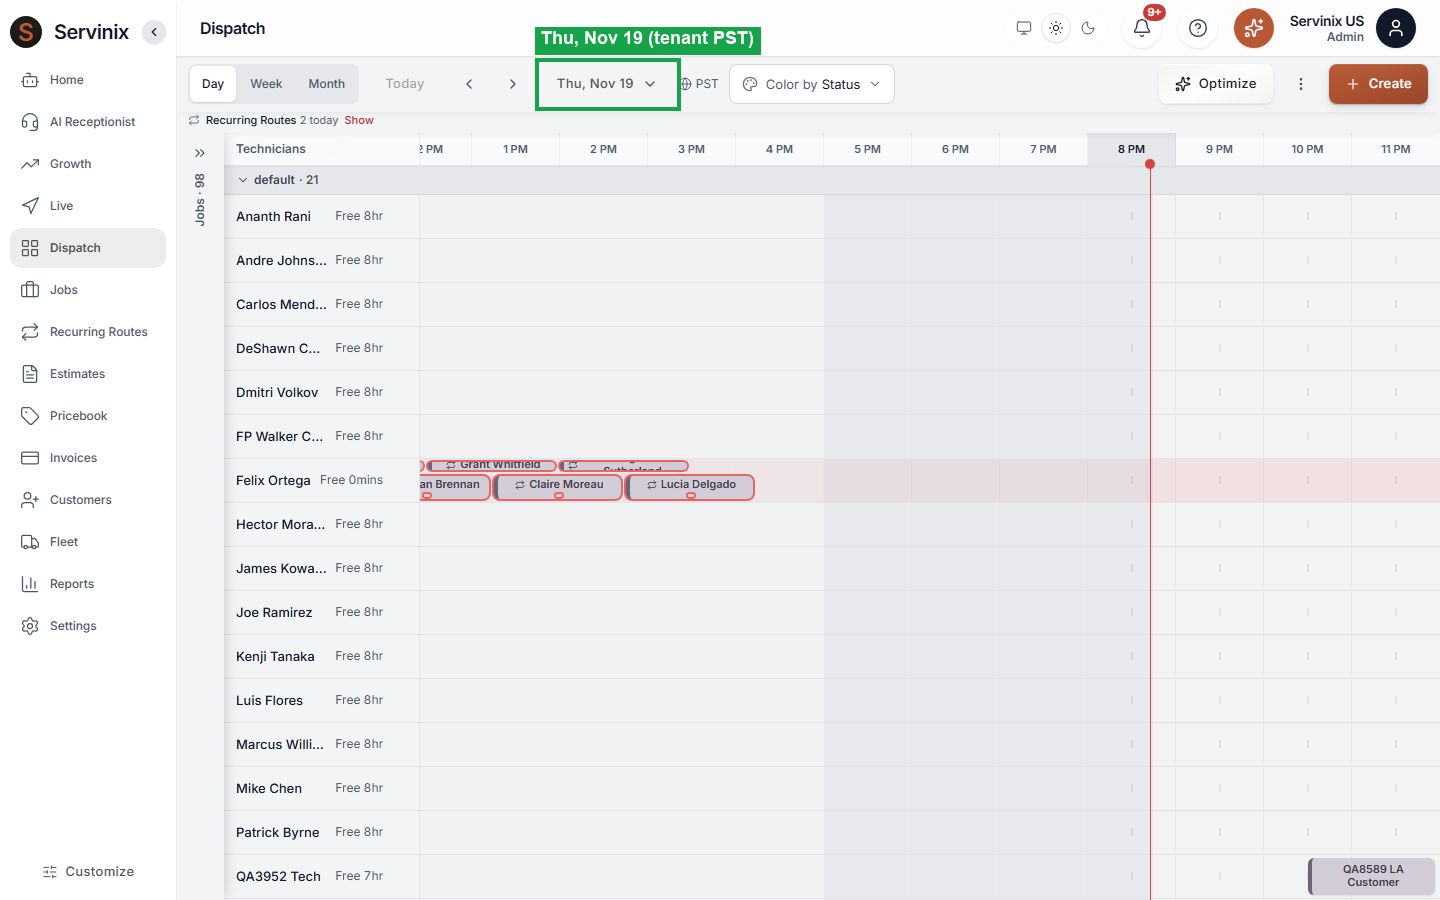 Servinix
Home
AI Receptionist
Growth
Live
Dispatch
Jobs
Recurring Routes
Estimates
Pricebook
Invoices
Customers
Fleet
Reports
Settings
Customize
Dispatch
Thu, Nov 19 (tenant PST)
9+
Servinix US
Admin
Day Week Month Today Thu, Nov 19 PST Color by Status Optimize Create
Recurring Routes 2 today Show
Jobs · 98
Technicians 2 PM 1 PM 2 PM 3 PM 4 PM 5 PM 6 PM 7 PM 8 PM 9 PM 10 PM 11 PM
default · 21
Ananth Rani Free 8hr
Andre Johns... Free 8hr
Carlos Mend... Free 8hr
DeShawn C... Free 8hr
Dmitri Volkov Free 8hr
FP Walker C... Free 8hr
Grant Whitfield Sutherland
Felix Ortega Free 0mins
an Brennan Claire Moreau Lucia Delgado
Hector Mora... Free 8hr
James Kowa... Free 8hr
Joe Ramirez Free 8hr
Kenji Tanaka Free 8hr
Luis Flores Free 8hr
Marcus Willi... Free 8hr
Mike Chen Free 8hr
Patrick Byrne Free 8hr
QA3952 Tech Free 7hr
QA8589 LA
Customer